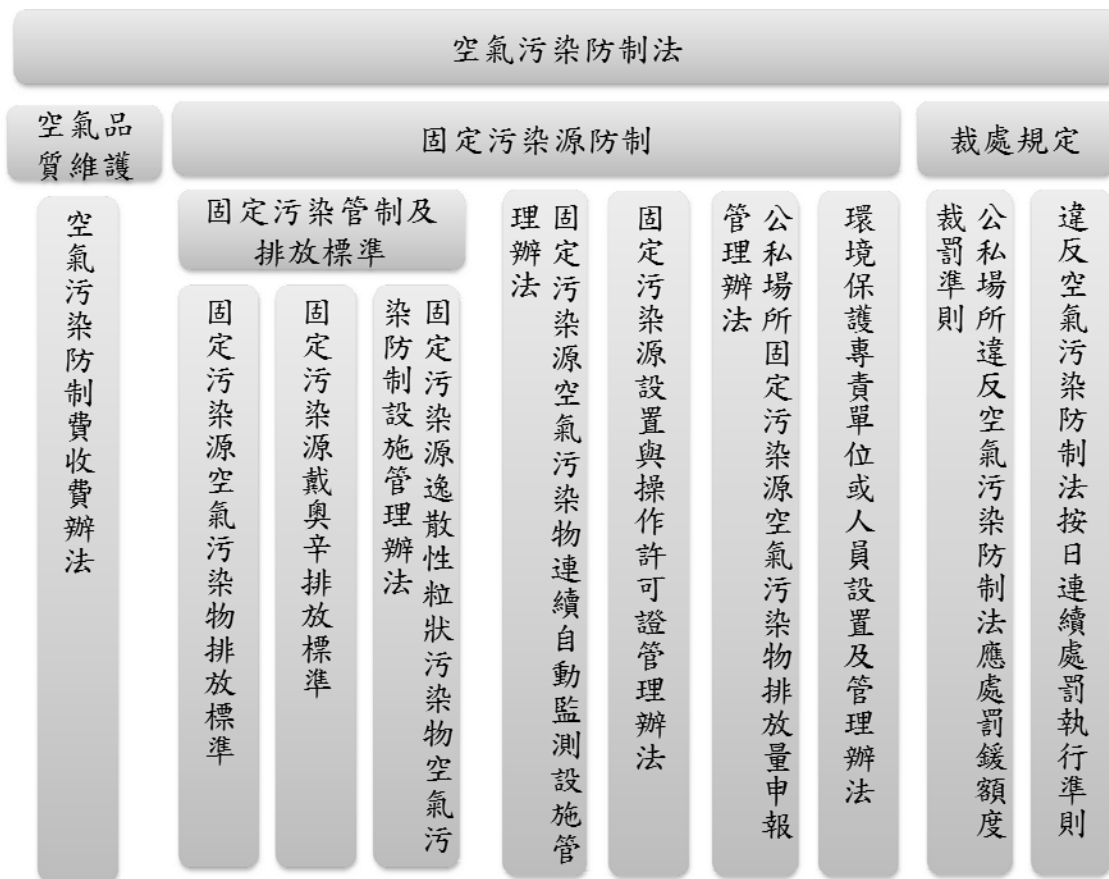 空氣污染防制法
空氣品
質維護
固定污染源防制
裁處規定
空氣污染防制費收費辦法
固定污染管制及
排放標準
固定污染源空氣污染物排放標準
固定污染源戴奧辛排放標準
固定污染源逸散性粒狀污染物空氣污
染防制設施管理辦法
固定污染源空氣污染物連續自動監測設施管
理辦法
固定污染源設置與操作許可證管理辦法
公私場所固定污染源空氣污染物排放量申報
管理辦法
環境保護專責單位或人員設置及管理辦法
公私場所違反空氣污染防制法應處罰鍰額度
裁罰準則
違反空氣污染防制法按日連續處罰執行準則